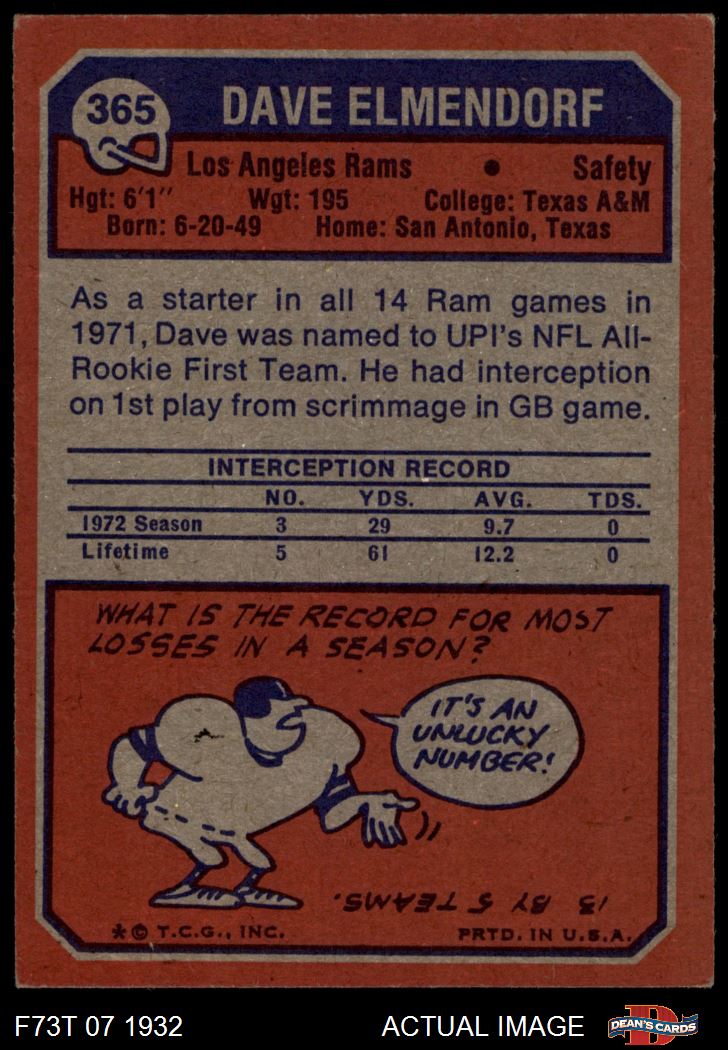 365
DAVE ELMENDORF
Los Angeles Rams • Safety
Hgt: 6'1" Wgt: 195 College: Texas A&M
Born: 6-20-49 Home: San Antonio, Texas
As a starter in all 14 Ram games in
1971, Dave was named to UPI's NFL All-
Rookie First Team. He had interception
on 1st play from scrimmage in GB game.
INTERCEPTION RECORD
NO. YDS. AVG. TDS.
1972 Season 3 29 9.7 0
Lifetime 5 61 12.2 0
WHAT IS THE RECORD FOR MOST
LOSSES IN A SEASON?
IT'S AN
UNLUCKY
NUMBER!
13 BY 5 TEAMS.
*© T.C.G., INC. PRTD. IN U.S.A.
F73T 07 1932 ACTUAL IMAGE
D
DEAN'S CARDS